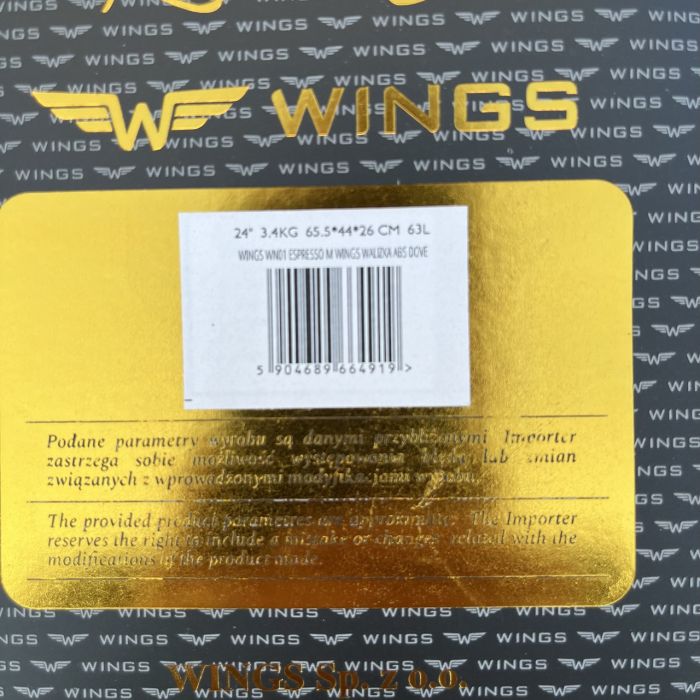 WINGS
24" 3.4KG 65.5*44*26 CM 63L
WINGS WN01 ESPRESSO M WINGS WALIZKA ABS DOVE
5 904689 664919 >
Podane parametry wyrobu są danymi przybliżonymi. Importer
zastrzega sobie możliwość występowania błędu lub zmian
związanych z wprowadzonymi modyfikacjami wyrobu.
The provided product parametres are approximate. The Importer
reserves the right to include a mistake or changes related with the
modifications of the product made.
WINGS Sp. z o.o.